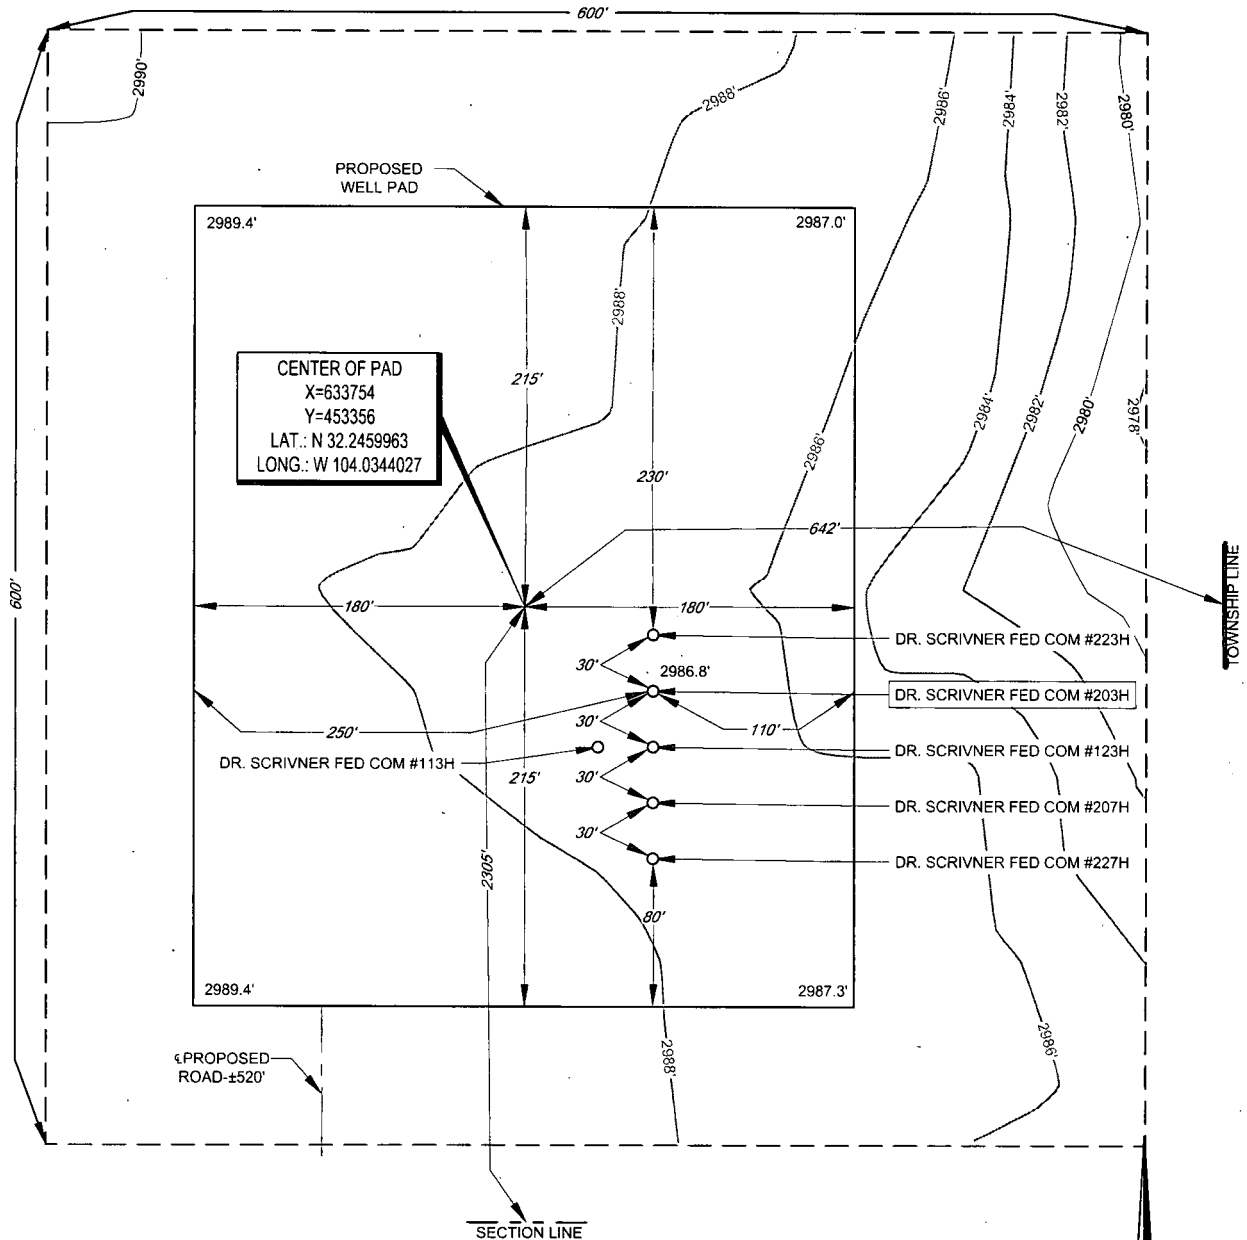 600'
2990'
2988'
2986'
2984'
2982'
2980'
PROPOSED
WELL PAD
2989.4'
2987.0'
2988'
CENTER OF PAD
X=633754
Y=453356
LAT.: N 32.2459963
LONG.: W 104.0344027
215'
230'
2986'
2984'
2982'
2980'
2978'
642'
TOWNSHIP LINE
600'
180'
180'
DR. SCRIVNER FED COM #223H
30'
2986.8'
DR. SCRIVNER FED COM #203H
250'
30'
110'
DR. SCRIVNER FED COM #123H
DR. SCRIVNER FED COM #113H
215'
30'
DR. SCRIVNER FED COM #207H
30'
DR. SCRIVNER FED COM #227H
2305'
80'
2989.4'
2987.3'
2988'
2986'
℄PROPOSED
ROAD-±520'
SECTION LINE